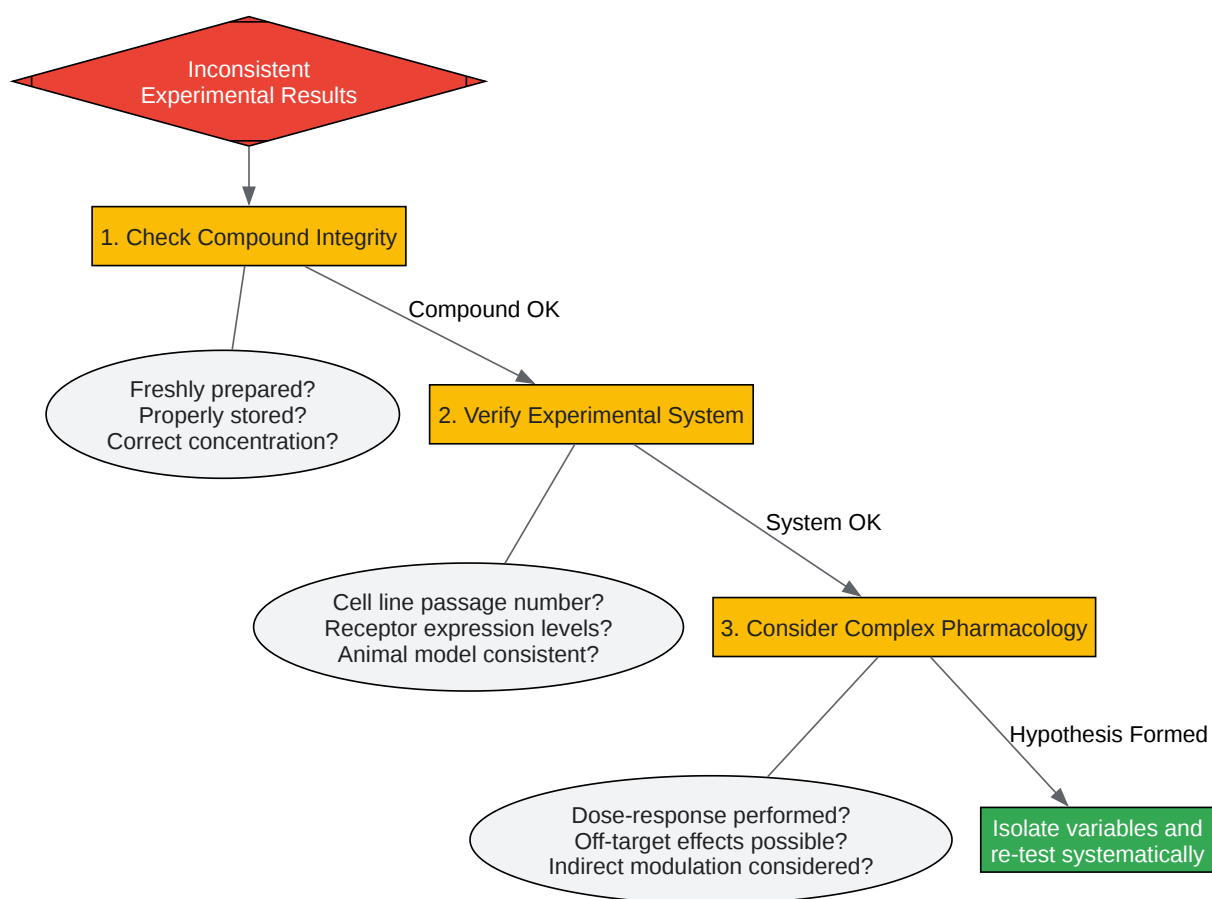 Inconsistent
Experimental Results
1. Check Compound Integrity
Compound OK
Freshly prepared?
Properly stored?
Correct concentration?
2. Verify Experimental System
System OK
Cell line passage number?
Receptor expression levels?
Animal model consistent?
3. Consider Complex Pharmacology
Hypothesis Formed
Dose-response performed?
Off-target effects possible?
Indirect modulation considered?
Isolate variables and
re-test systematically